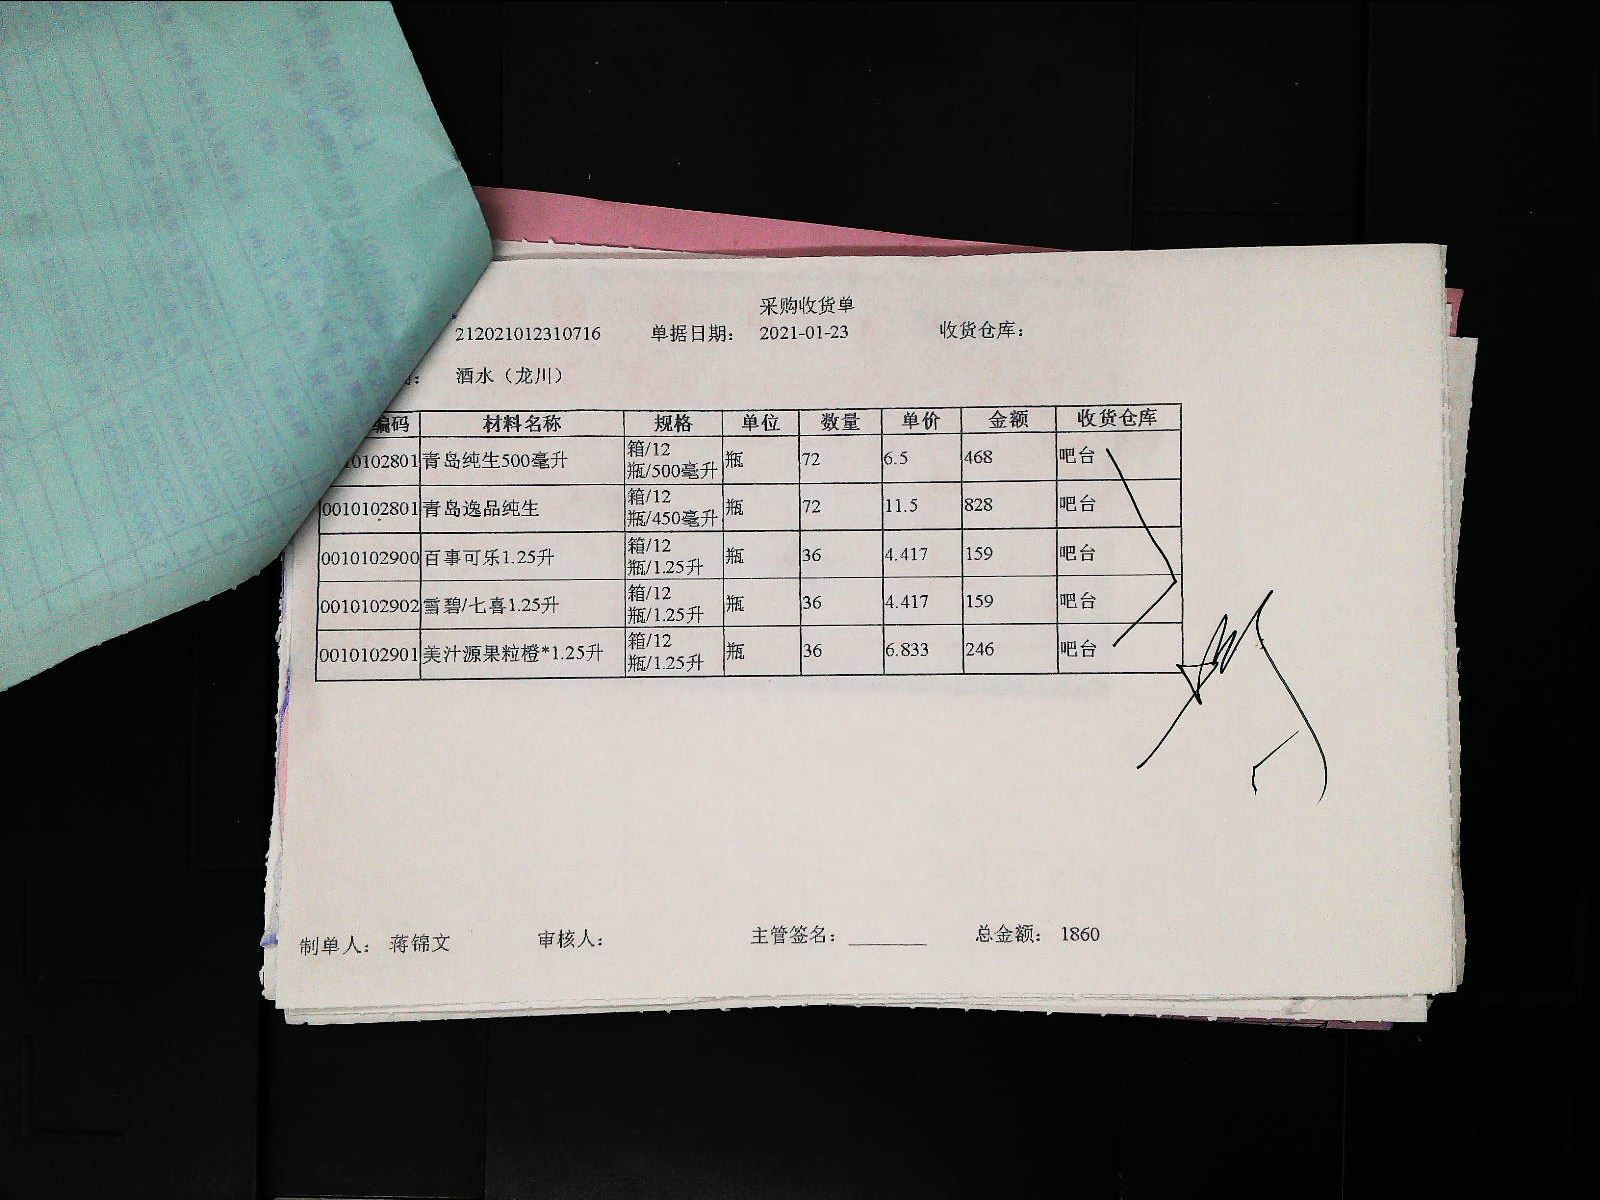 采购收货单
212021012310716 单据日期： 2021-01-23 收货仓库：
： 酒水（龙川）
编码 材料名称 规格 单位 数量 单价 金额 收货仓库
10102801 青岛纯生500毫升 箱/12 瓶/500毫升 瓶 72 6.5 468 吧台
0010102801 青岛逸品纯生 箱/12 瓶/450毫升 瓶 72 11.5 828 吧台
0010102900 百事可乐1.25升 箱/12 瓶/1.25升 瓶 36 4.417 159 吧台
0010102902 雪碧/七喜1.25升 箱/12 瓶/1.25升 瓶 36 4.417 159 吧台
0010102901 美汁源果粒橙*1.25升 箱/12 瓶/1.25升 瓶 36 6.833 246 吧台
制单人： 蒋锦文 审核人： 主管签名：______ 总金额： 1860